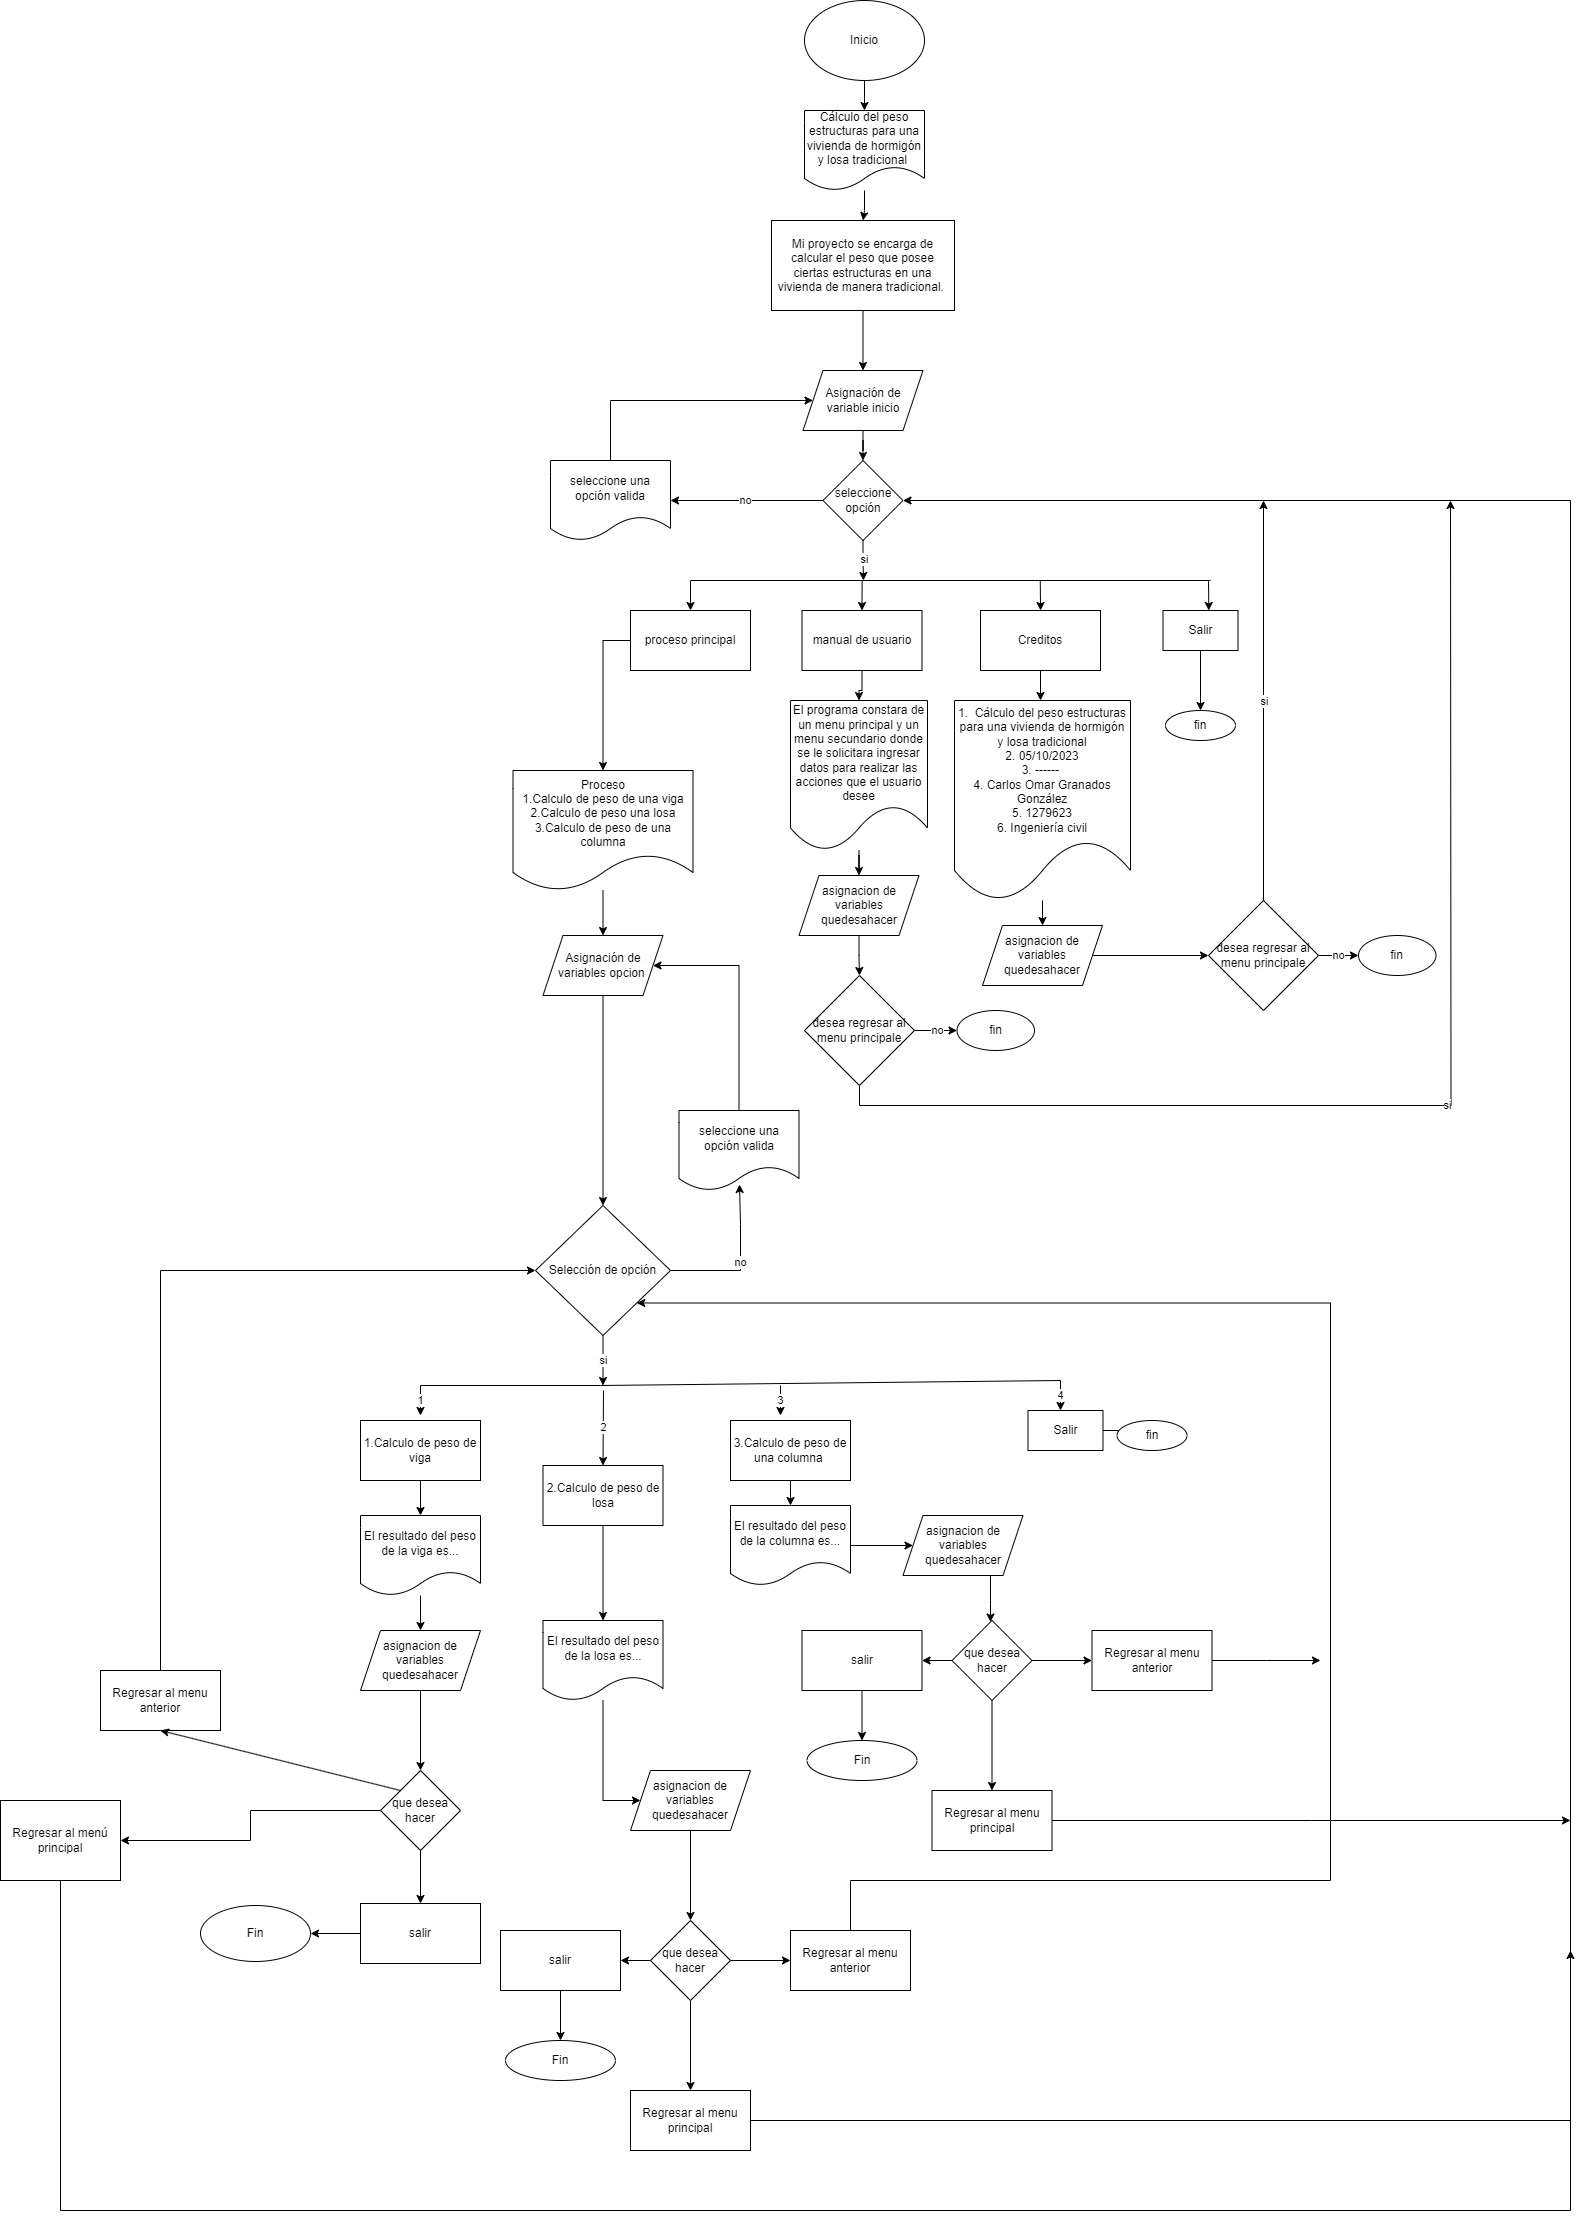 Inicio
Cálculo del peso
estructuras para una
vivienda de hormigón
y losa tradicional
Mi proyecto se encarga de
calcular el peso que posee
ciertas estructuras en una
vivienda de manera tradicional.
Asignación de
variable inicio
seleccione una
opción valida
no
seleccione
opción
si
proceso principal
manual de usuario
Creditos
Salir
fin
si
El programa constara de
un menu principal y un
menu secundario donde
se le solicitara ingresar
datos para realizar las
acciones que el usuario
desee
1. Cálculo del peso estructuras
para una vivienda de hormigón
y losa tradicional
2. 05/10/2023
3. ------
4. Carlos Omar Granados
González
5. 1279623
6. Ingeniería civil
Proceso
1.Calculo de peso de una viga
2.Calculo de peso una losa
3.Calculo de peso de una
columna
asignacion de
variables
quedesahacer
asignacion de
variables
quedesahacer
desea regresar al
menu principale
no
fin
Asignación de
variables opcion
desea regresar al
menu principale
no
fin
si
seleccione una
opción valida
Selección de opción
no
si
1
2
3
4
1.Calculo de peso de
viga
2.Calculo de peso de
losa
3.Calculo de peso de
una columna
Salir
fin
El resultado del peso
de la viga es...
El resultado del peso
de la columna es...
asignacion de
variables
quedesahacer
asignacion de
variables
quedesahacer
El resultado del peso
de la losa es...
salir
que desea
hacer
Regresar al menu
anterior
Regresar al menu
anterior
Fin
asignacion de
variables
quedesahacer
Regresar al menu
principal
que desea
hacer
Regresar al menú
principal
Fin
salir
salir
que desea
hacer
Regresar al menu
anterior
Fin
Regresar al menu
principal